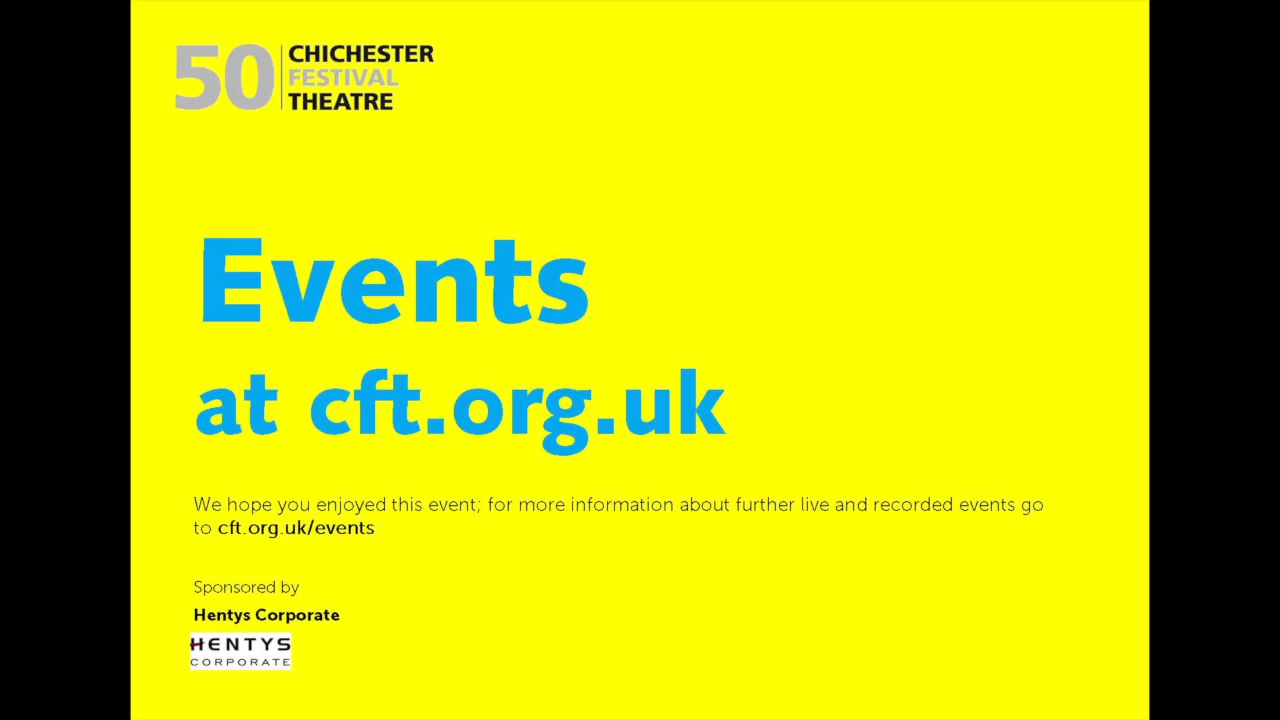 50
CHICHESTER
FESTIVAL
THEATRE
Events
at cft.org.uk
We hope you enjoyed this event; for more information about further live and recorded events go
to cft.org.uk/events
Sponsored by
Hentys Corporate
HENTYS
CORPORATE